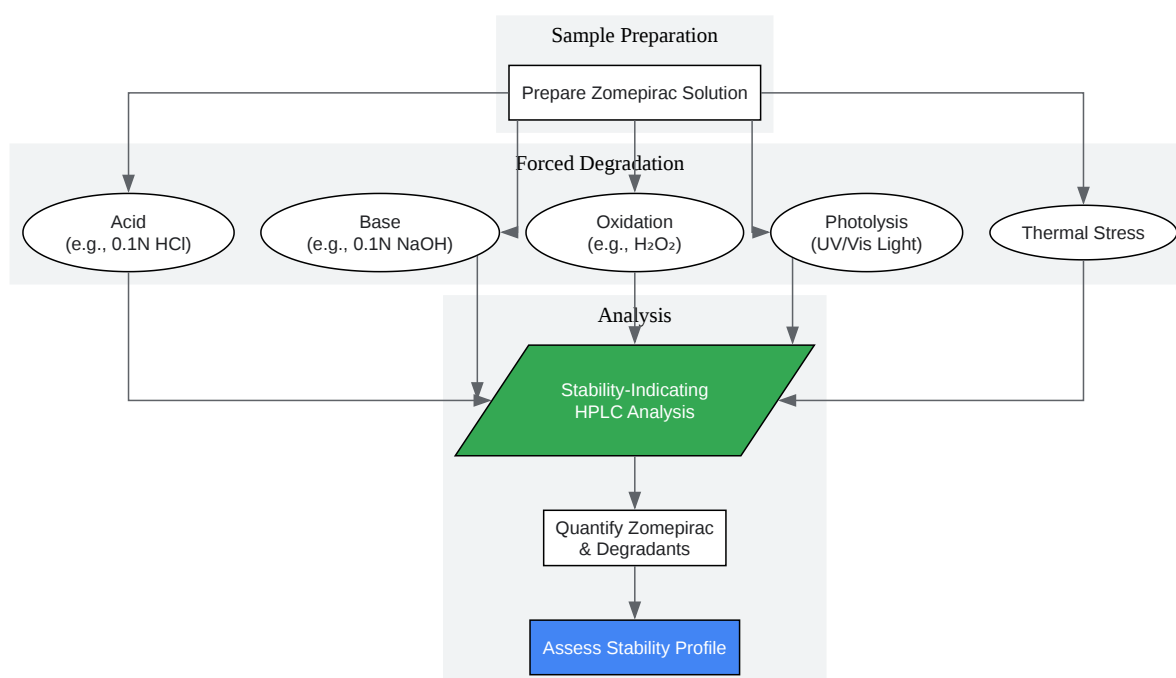 Sample Preparation
Prepare Zomepirac Solution
Forced Degradation
Acid
(e.g., 0.1N HCl)
Base
(e.g., 0.1N NaOH)
Oxidation
(e.g., H₂O₂)
Photolysis
(UV/Vis Light)
Thermal Stress
Analysis
Stability-Indicating
HPLC Analysis
Quantify Zomepirac
& Degradants
Assess Stability Profile